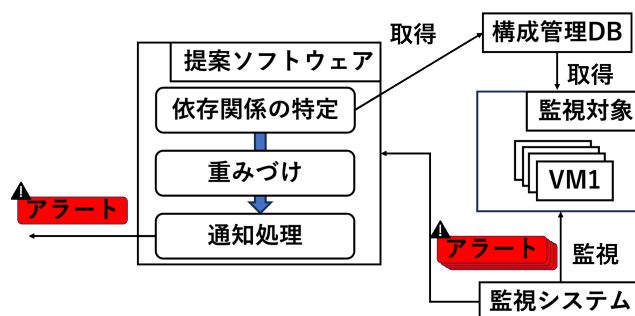 取得
構成管理DB
提案ソフトウェア
取得
依存関係の特定
監視対象
重みづけ
VM1
アラート
通知処理
アラート
監視
監視システム